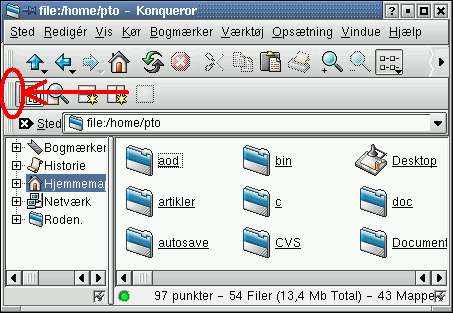 file:/home/pto - Konqueror
Sted Redigér Vis Kør Bogmærker Værktøj Opsætning Vindue Hjælp
Sted file:/home/pto
Bogmærker
Historie
Hjemmema
Netværk
Roden.
aod bin Desktop
artikler c doc
autosave CVS Document
97 punkter - 54 Filer (13,4 Mb Total) - 43 Mappe